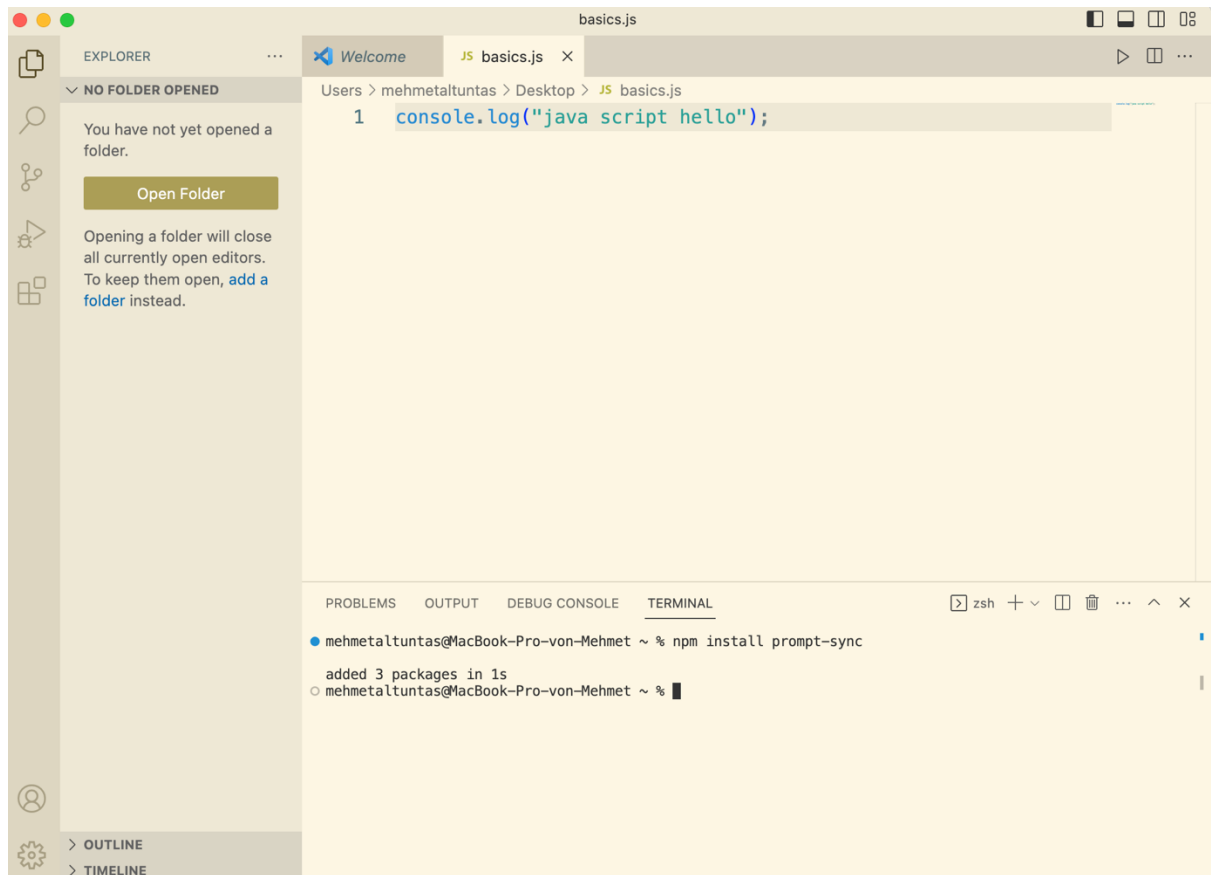 basics.js
EXPLORER
Welcome
JS basics.js
NO FOLDER OPENED
Users > mehmetaltuntas > Desktop > JS basics.js
You have not yet opened a
folder.
Open Folder
Opening a folder will close
all currently open editors.
To keep them open, add a
folder instead.
1 console.log("java script hello");
PROBLEMS OUTPUT DEBUG CONSOLE TERMINAL zsh
mehmetaltuntas@MacBook-Pro-von-Mehmet ~ % npm install prompt-sync
added 3 packages in 1s
mehmetaltuntas@MacBook-Pro-von-Mehmet ~ %
OUTLINE
TIMELINE